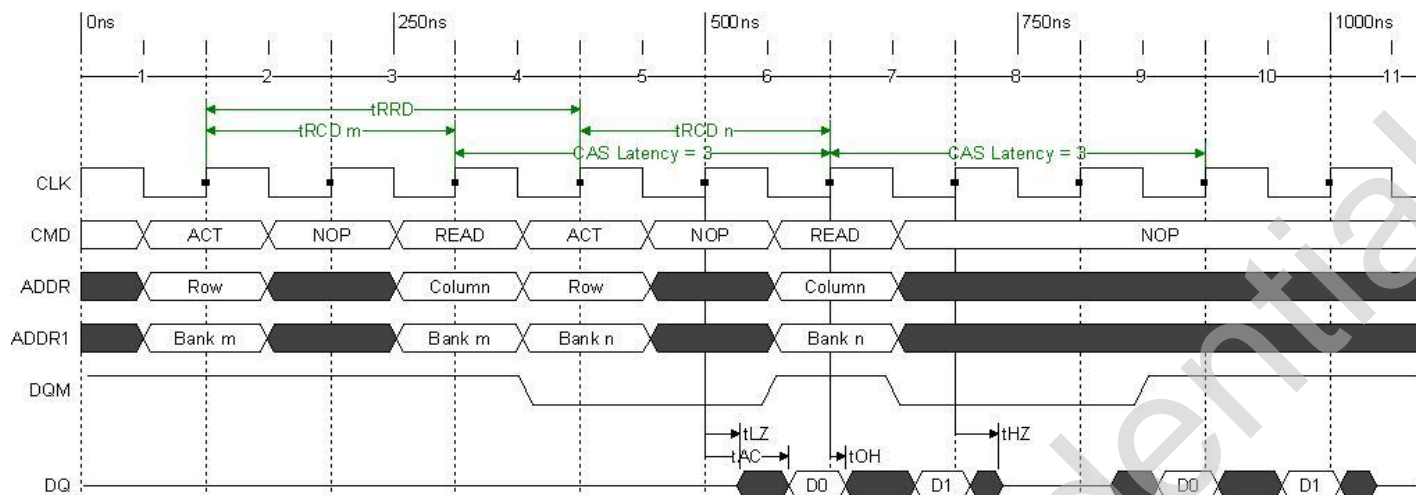 0ns 250ns 500ns 750ns 1000ns
1 2 3 4 5 6 7 8 9 10 11
tRRD
tRCD m tRCD n
CAS Latency = 3 CAS Latency = 3
CLK
CMD ACT NOP READ ACT NOP READ NOP
ADDR Row Column Row Column
ADDR1 Bank m Bank m Bank n Bank n
DQM
tLZ tHZ
tAC tOH
DQ D0 D1 D0 D1
dential